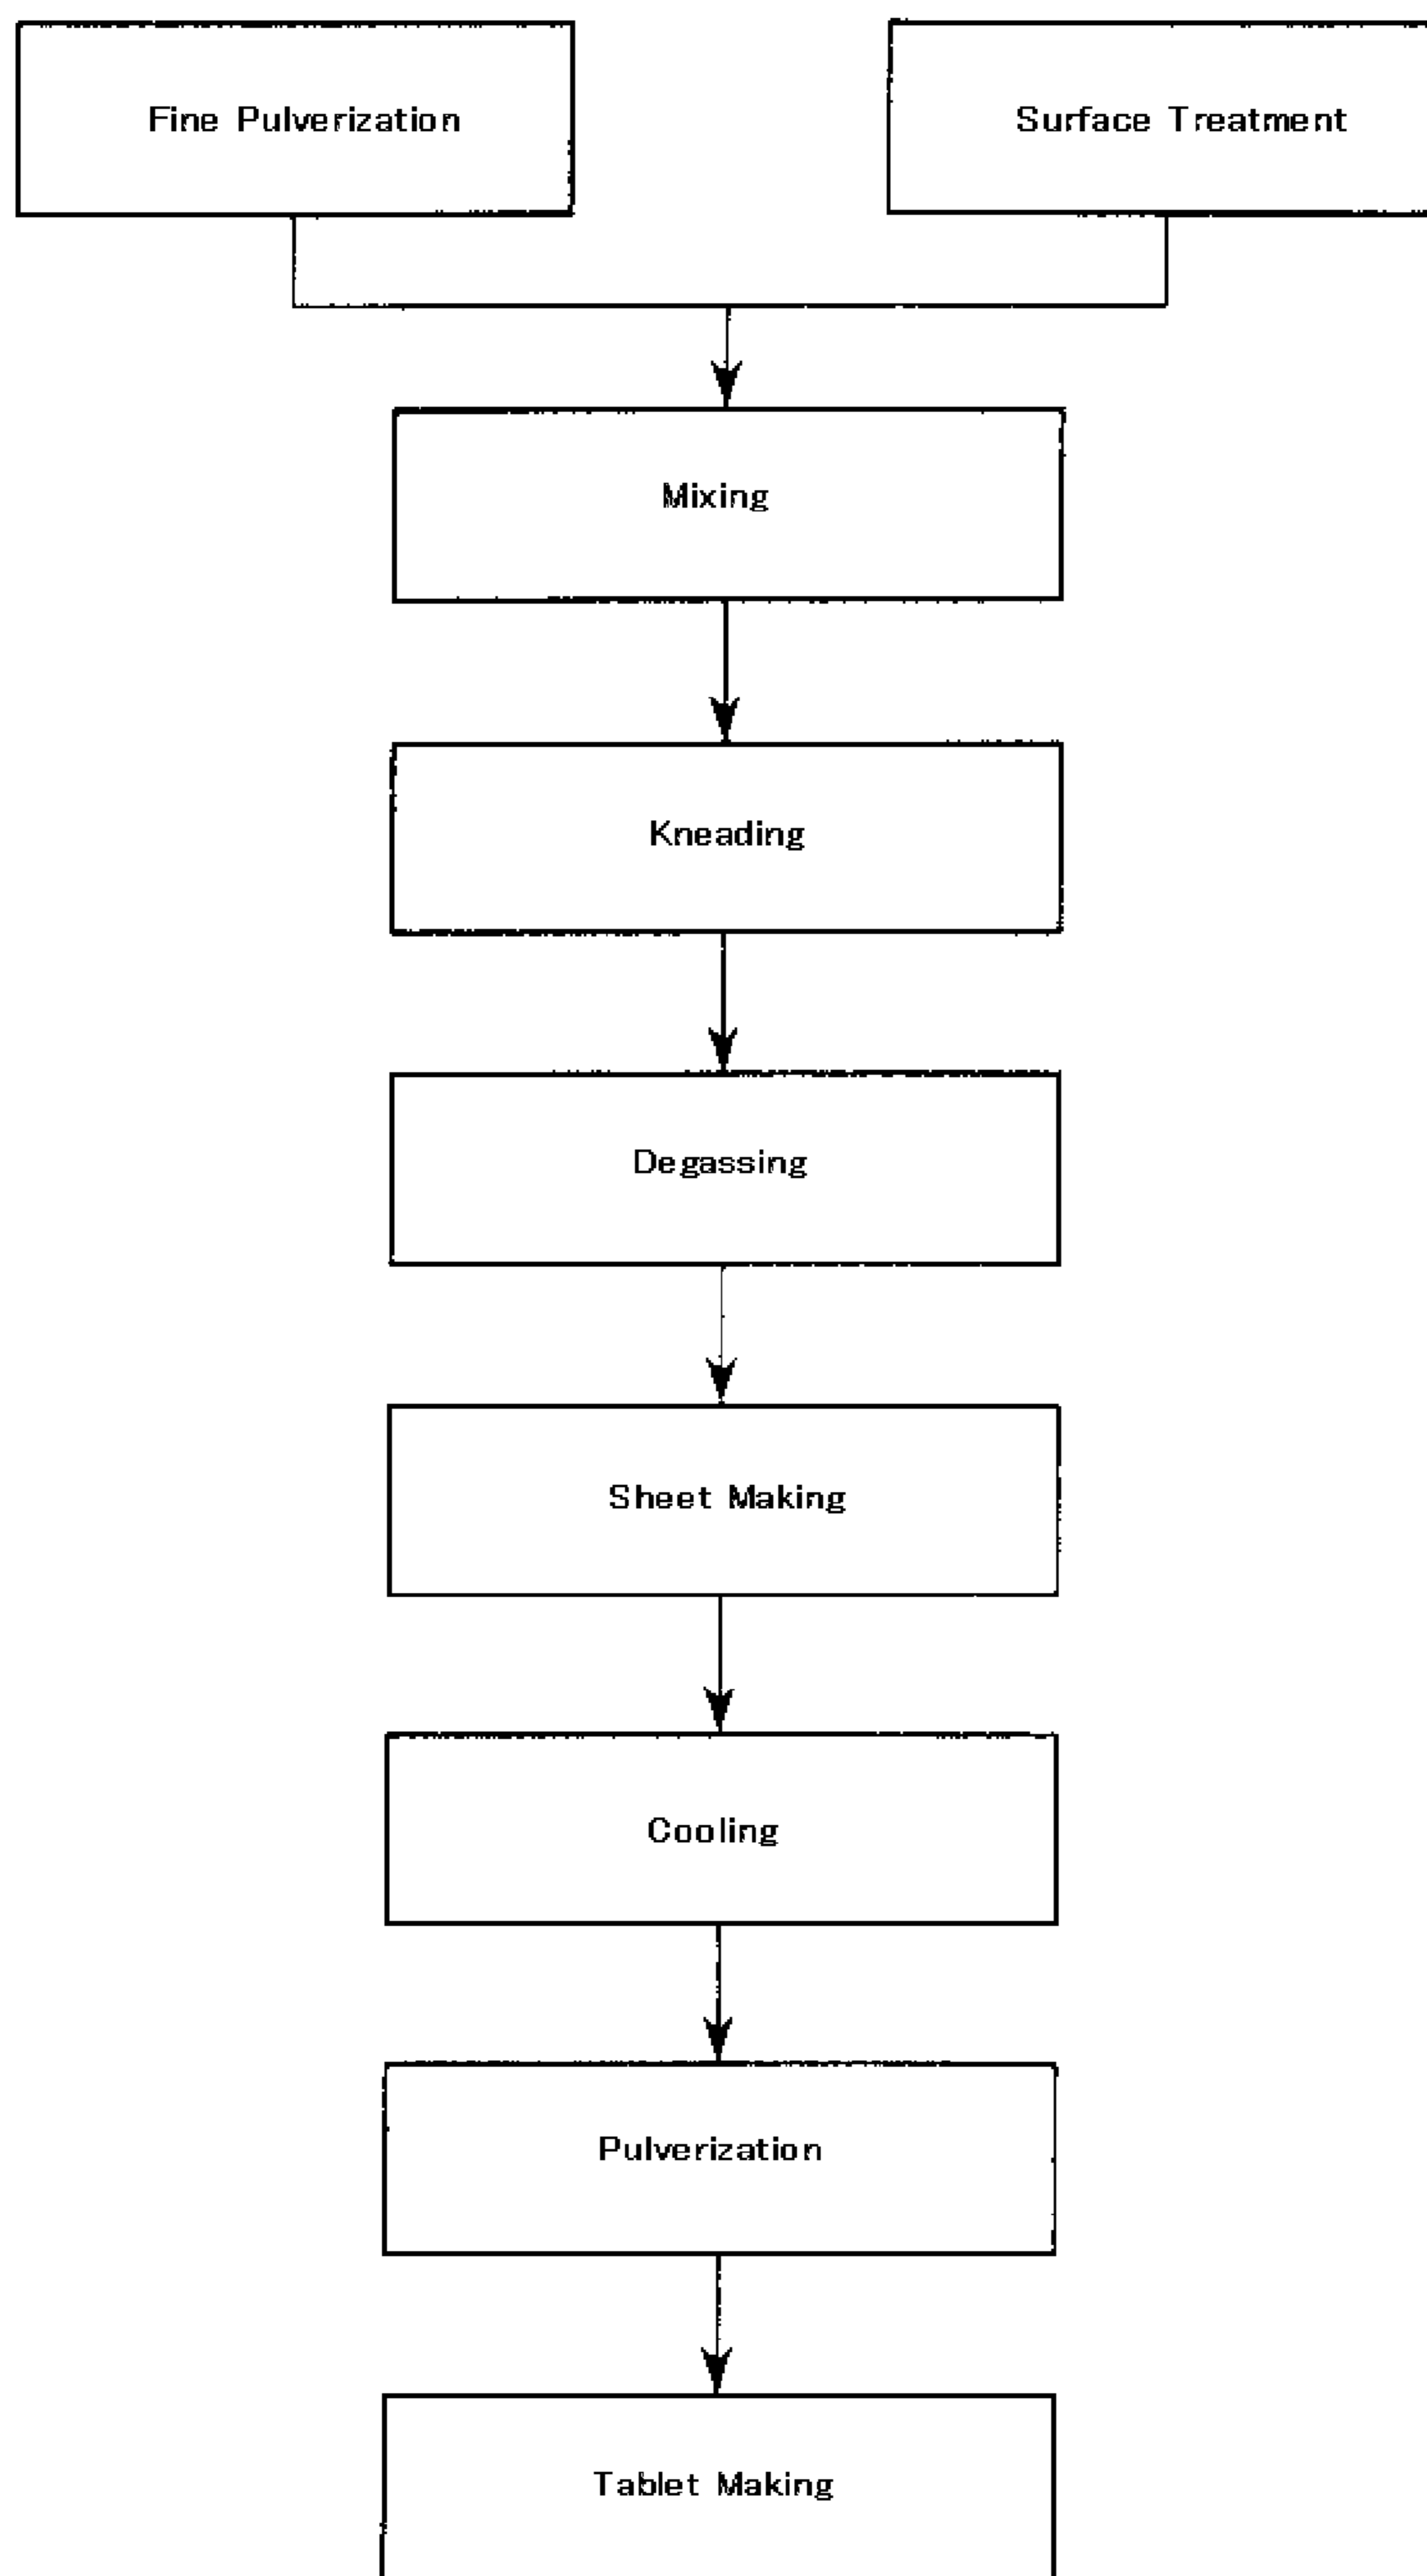 Fine Pulverization
Surface Treatment
Mixing
Kneading
Degassing
Sheet Making
Cooling
Pulverization
Tablet Making